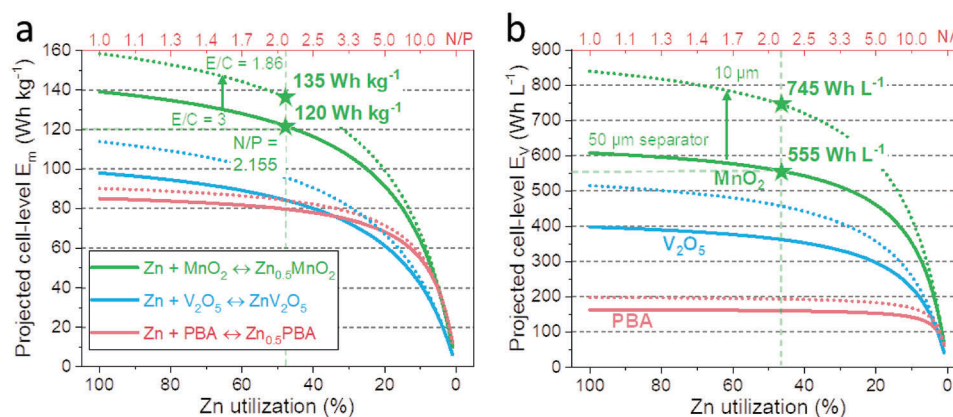 a
1.0 1.1 1.3 1.4 1.7 2.0 2.5 3.3 5.0 10.0 N/P
160
140
120
100
80
60
40
20
0
Projected cell-level Em (Wh kg⁻¹)
E/C = 1.86
135 Wh kg⁻¹
120 Wh kg⁻¹
E/C = 3
N/P =
2.155
Zn + MnO₂ ↔ Zn₀.₅MnO₂
Zn + V₂O₅ ↔ ZnV₂O₅
Zn + PBA ↔ Zn₀.₅PBA
100 80 60 40 20 0
Zn utilization (%)
b
1.0 1.1 1.3 1.4 1.7 2.0 2.5 3.3 5.0 10.0 N/
900
800
700
600
500
400
300
200
100
0
Projected cell-level Eᵥ (Wh L⁻¹)
10 µm
745 Wh L⁻¹
50 µm separator
555 Wh L⁻¹
MnO₂
V₂O₅
PBA
100 80 60 40 20 0
Zn utilization (%)